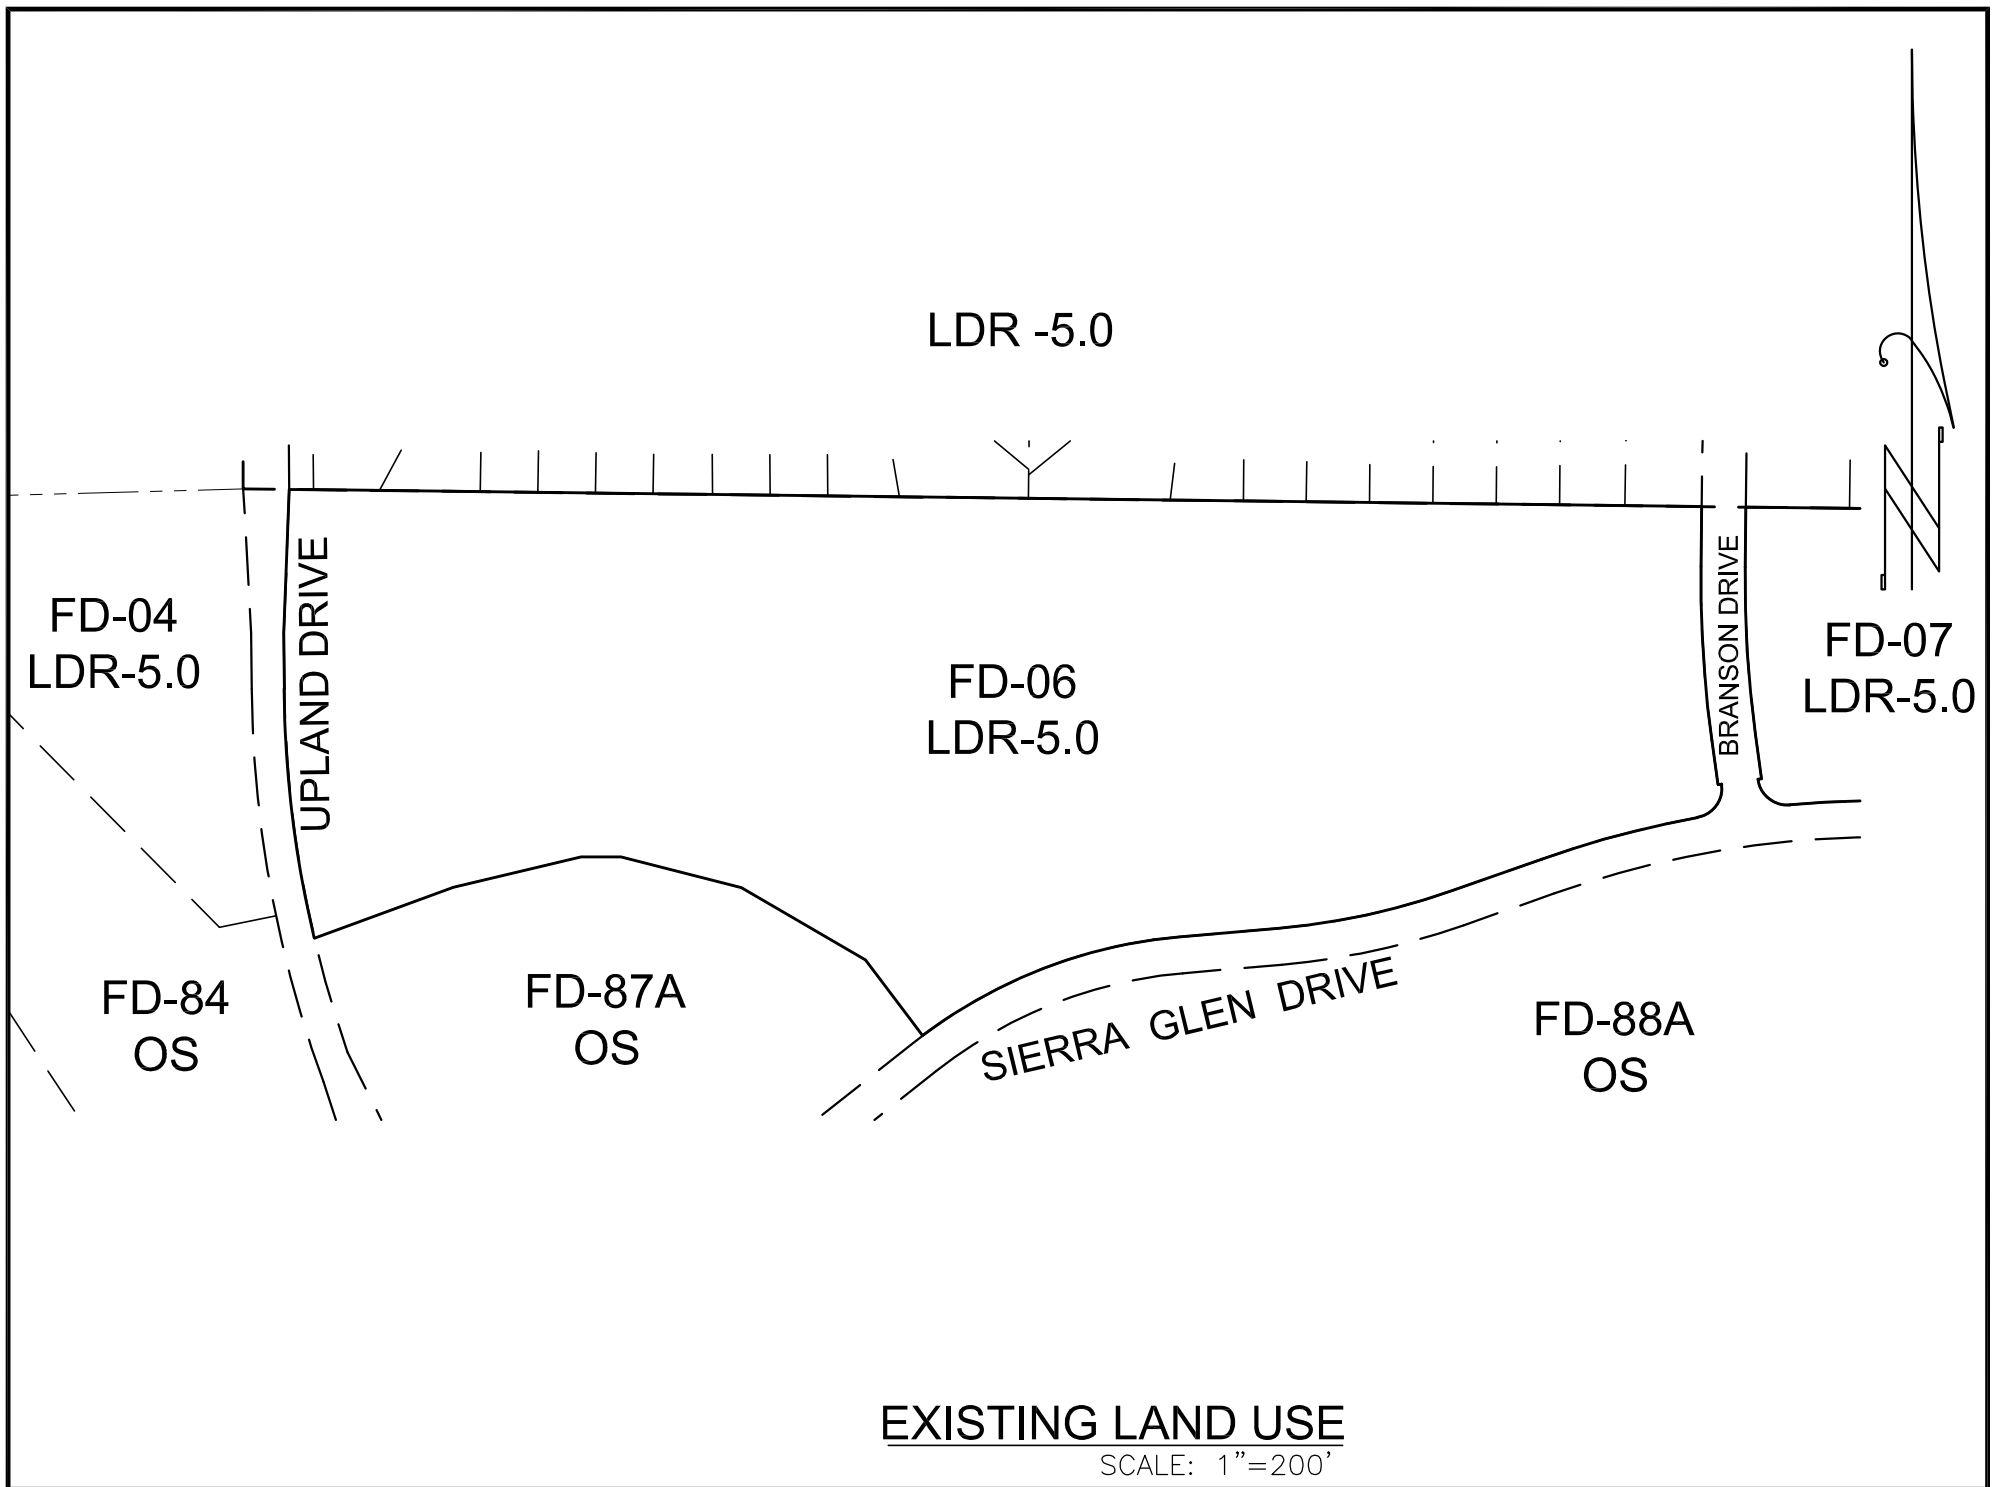 LDR -5.0
FD-04
LDR-5.0
UPLAND DRIVE
FD-06
LDR-5.0
BRANSON DRIVE
FD-07
LDR-5.0
FD-84
OS
FD-87A
OS
SIERRA GLEN DRIVE
FD-88A
OS
N
EXISTING LAND USE
SCALE: 1"=200'